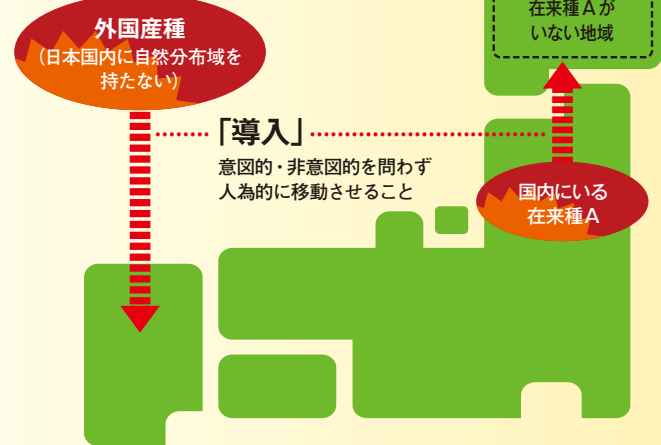 外国産種
(日本国内に自然分布域を
持たない)
在来種Aが
いない地域
「導入」
意図的・非意図的を問わず
人為的に移動させること
国内にいる
在来種A